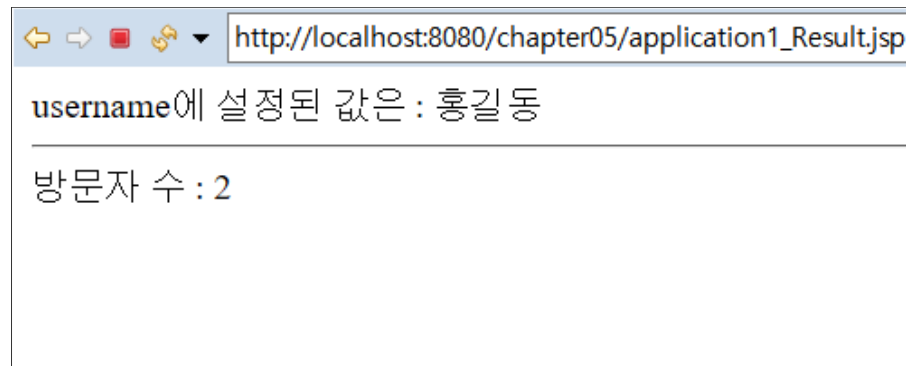 http://localhost:8080/chapter05/application1_Result.jsp
username에 설정된 값은 : 홍길동
방문자 수 : 2